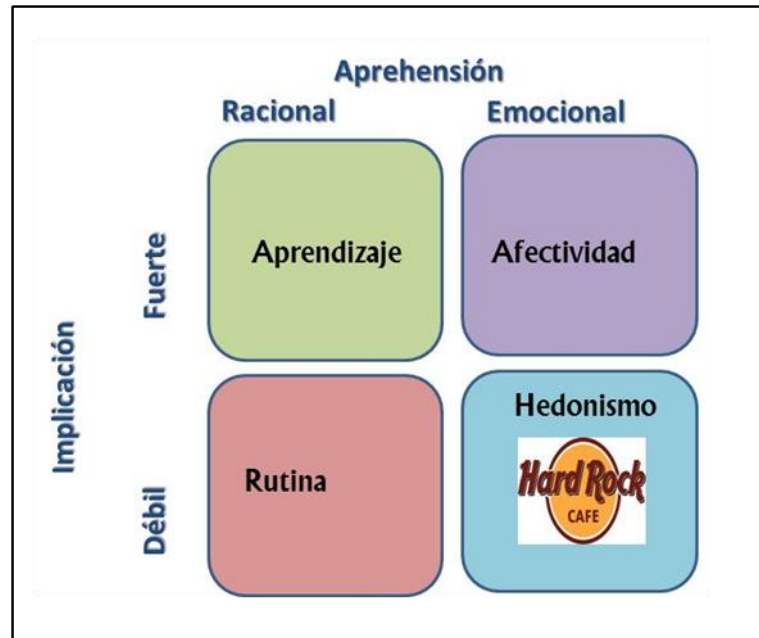 Aprehensión
Racional Emocional
Implicación
Fuerte
Aprendizaje Afectividad
Débil
Rutina
Hedonismo
Hard Rock
CAFE